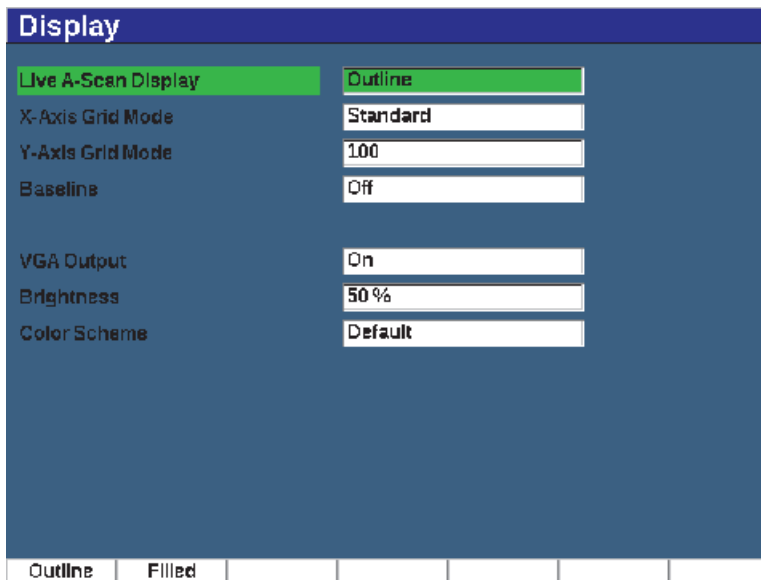 Display
Live A-Scan Display Outline
X-Axis Grid Mode Standard
Y-Axis Grid Mode 100
Baseline Off
VGA Output On
Brightness 50 %
Color Scheme Default
Outline Filled